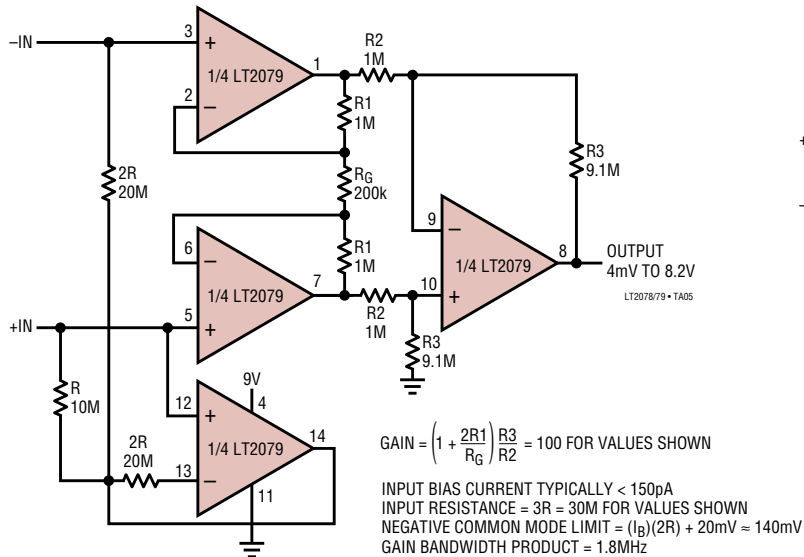 –IN
3
+
1/4 LT2079
1
2
–
R2
1M
R1
1M
2R
20M
RG
200k
R3
9.1M
6
–
1/4 LT2079
7
R1
1M
9
–
1/4 LT2079
8
10
+
OUTPUT
4mV TO 8.2V
LT2078/79 • TA05
+IN
5
+
R2
1M
R3
9.1M
R
10M
9V
4
12
+
1/4 LT2079
14
2R
20M
13
–
11
GAIN = (1 + 2R1/RG) R3/R2 = 100 FOR VALUES SHOWN
INPUT BIAS CURRENT TYPICALLY < 150pA
INPUT RESISTANCE = 3R = 30M FOR VALUES SHOWN
NEGATIVE COMMON MODE LIMIT = (IB)(2R) + 20mV ≈ 140mV
GAIN BANDWIDTH PRODUCT = 1.8MHz
+
–